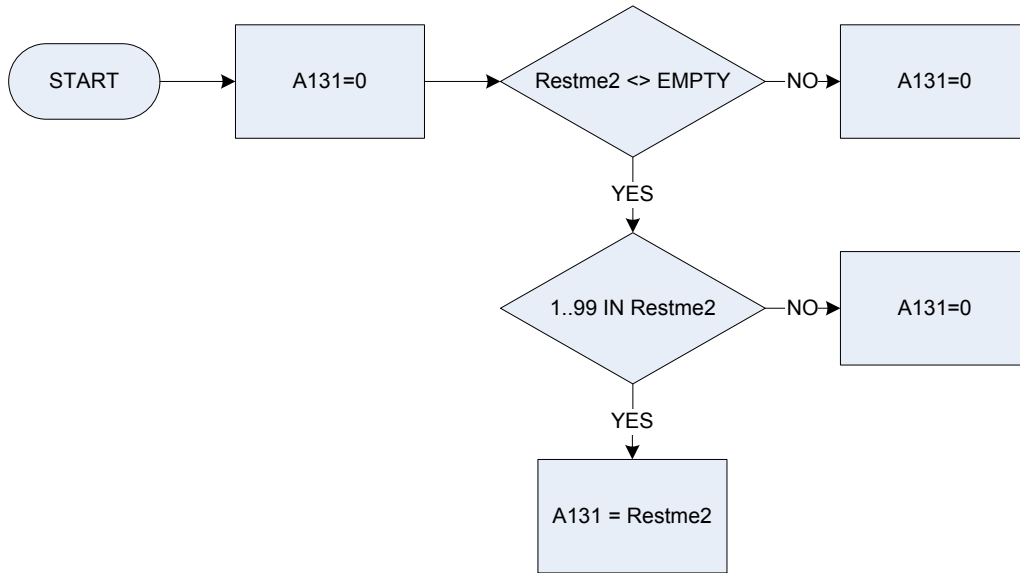 START
A131=0
Restme2 <> EMPTY
NO
A131=0
YES
1..99 IN Restme2
NO
A131=0
YES
A131 = Restme2